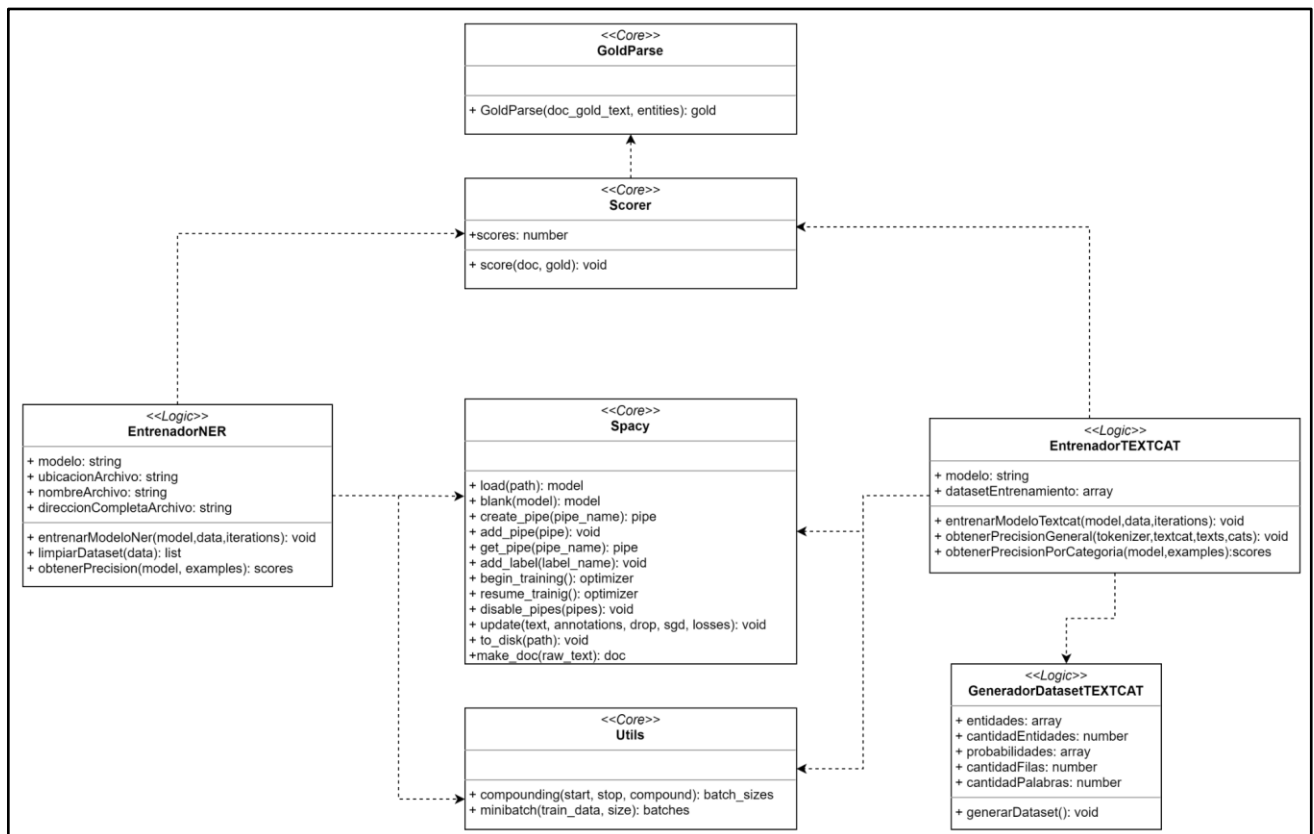 <<Core>>
GoldParse
+ GoldParse(doc_gold_text, entities): gold
<<Core>>
Scorer
+scores: number
+ score(doc, gold): void
<<Logic>>
EntrenadorNER
+ modelo: string
+ ubicacionArchivo: string
+ nombreArchivo: string
+ direccionCompletaArchivo: string
+ entrenarModeloNer(model,data,iterations): void
+ limpiarDataset(data): list
+ obtenerPrecision(model, examples): scores
<<Core>>
Spacy
+ load(path): model
+ blank(model): model
+ create_pipe(pipe_name): pipe
+ add_pipe(pipe): void
+ get_pipe(pipe_name): pipe
+ add_label(label_name): void
+ begin_training(): optimizer
+ resume_trainig(): optimizer
+ disable_pipes(pipes): void
+ update(text, annotations, drop, sgd, losses): void
+ to_disk(path): void
+make_doc(raw_text): doc
<<Logic>>
EntrenadorTEXTCAT
+ modelo: string
+ datasetEntrenamiento: array
+ entrenarModeloTextcat(model,data,iterations): void
+ obtenerPrecisionGeneral(tokenizer,textcat,texts,cats): void
+ obtenerPrecisionPorCategoria(model,examples):scores
<<Core>>
Utils
+ compounding(start, stop, compound): batch_sizes
+ minibatch(train_data, size): batches
<<Logic>>
GeneradorDatasetTEXTCAT
+ entidades: array
+ cantidadEntidades: number
+ probabilidades: array
+ cantidadFilas: number
+ cantidadPalabras: number
+ generarDataset(): void